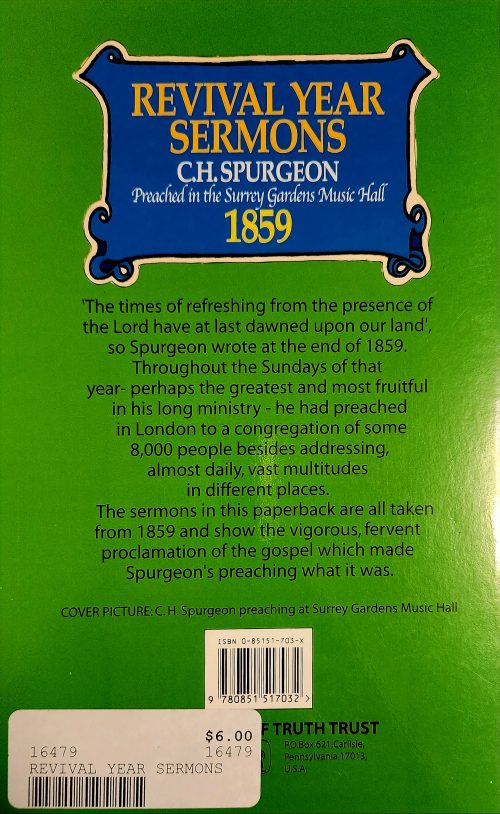 REVIVAL YEAR
SERMONS
C.H. SPURGEON
Preached in the Surrey Gardens Music Hall
1859
'The times of refreshing from the presence of
the Lord have at last dawned upon our land',
so Spurgeon wrote at the end of 1859.
Throughout the Sundays of that
year- perhaps the greatest and most fruitful
in his long ministry - he had preached
in London to a congregation of some
8,000 people besides addressing,
almost daily, vast multitudes
in different places.
The sermons in this paperback are all taken
from 1859 and show the vigorous, fervent
proclamation of the gospel which made
Spurgeon's preaching what it was.
COVER PICTURE: C. H. Spurgeon preaching at Surrey Gardens Music Hall
ISBN 0-85151-703-X
9 780851 517032 >
F TRUTH TRUST
P.O.Box 621, Carlisle,
Pennsylvania 17013,
U.S.A.
$6.00
16479 16479
REVIVAL YEAR SERMONS